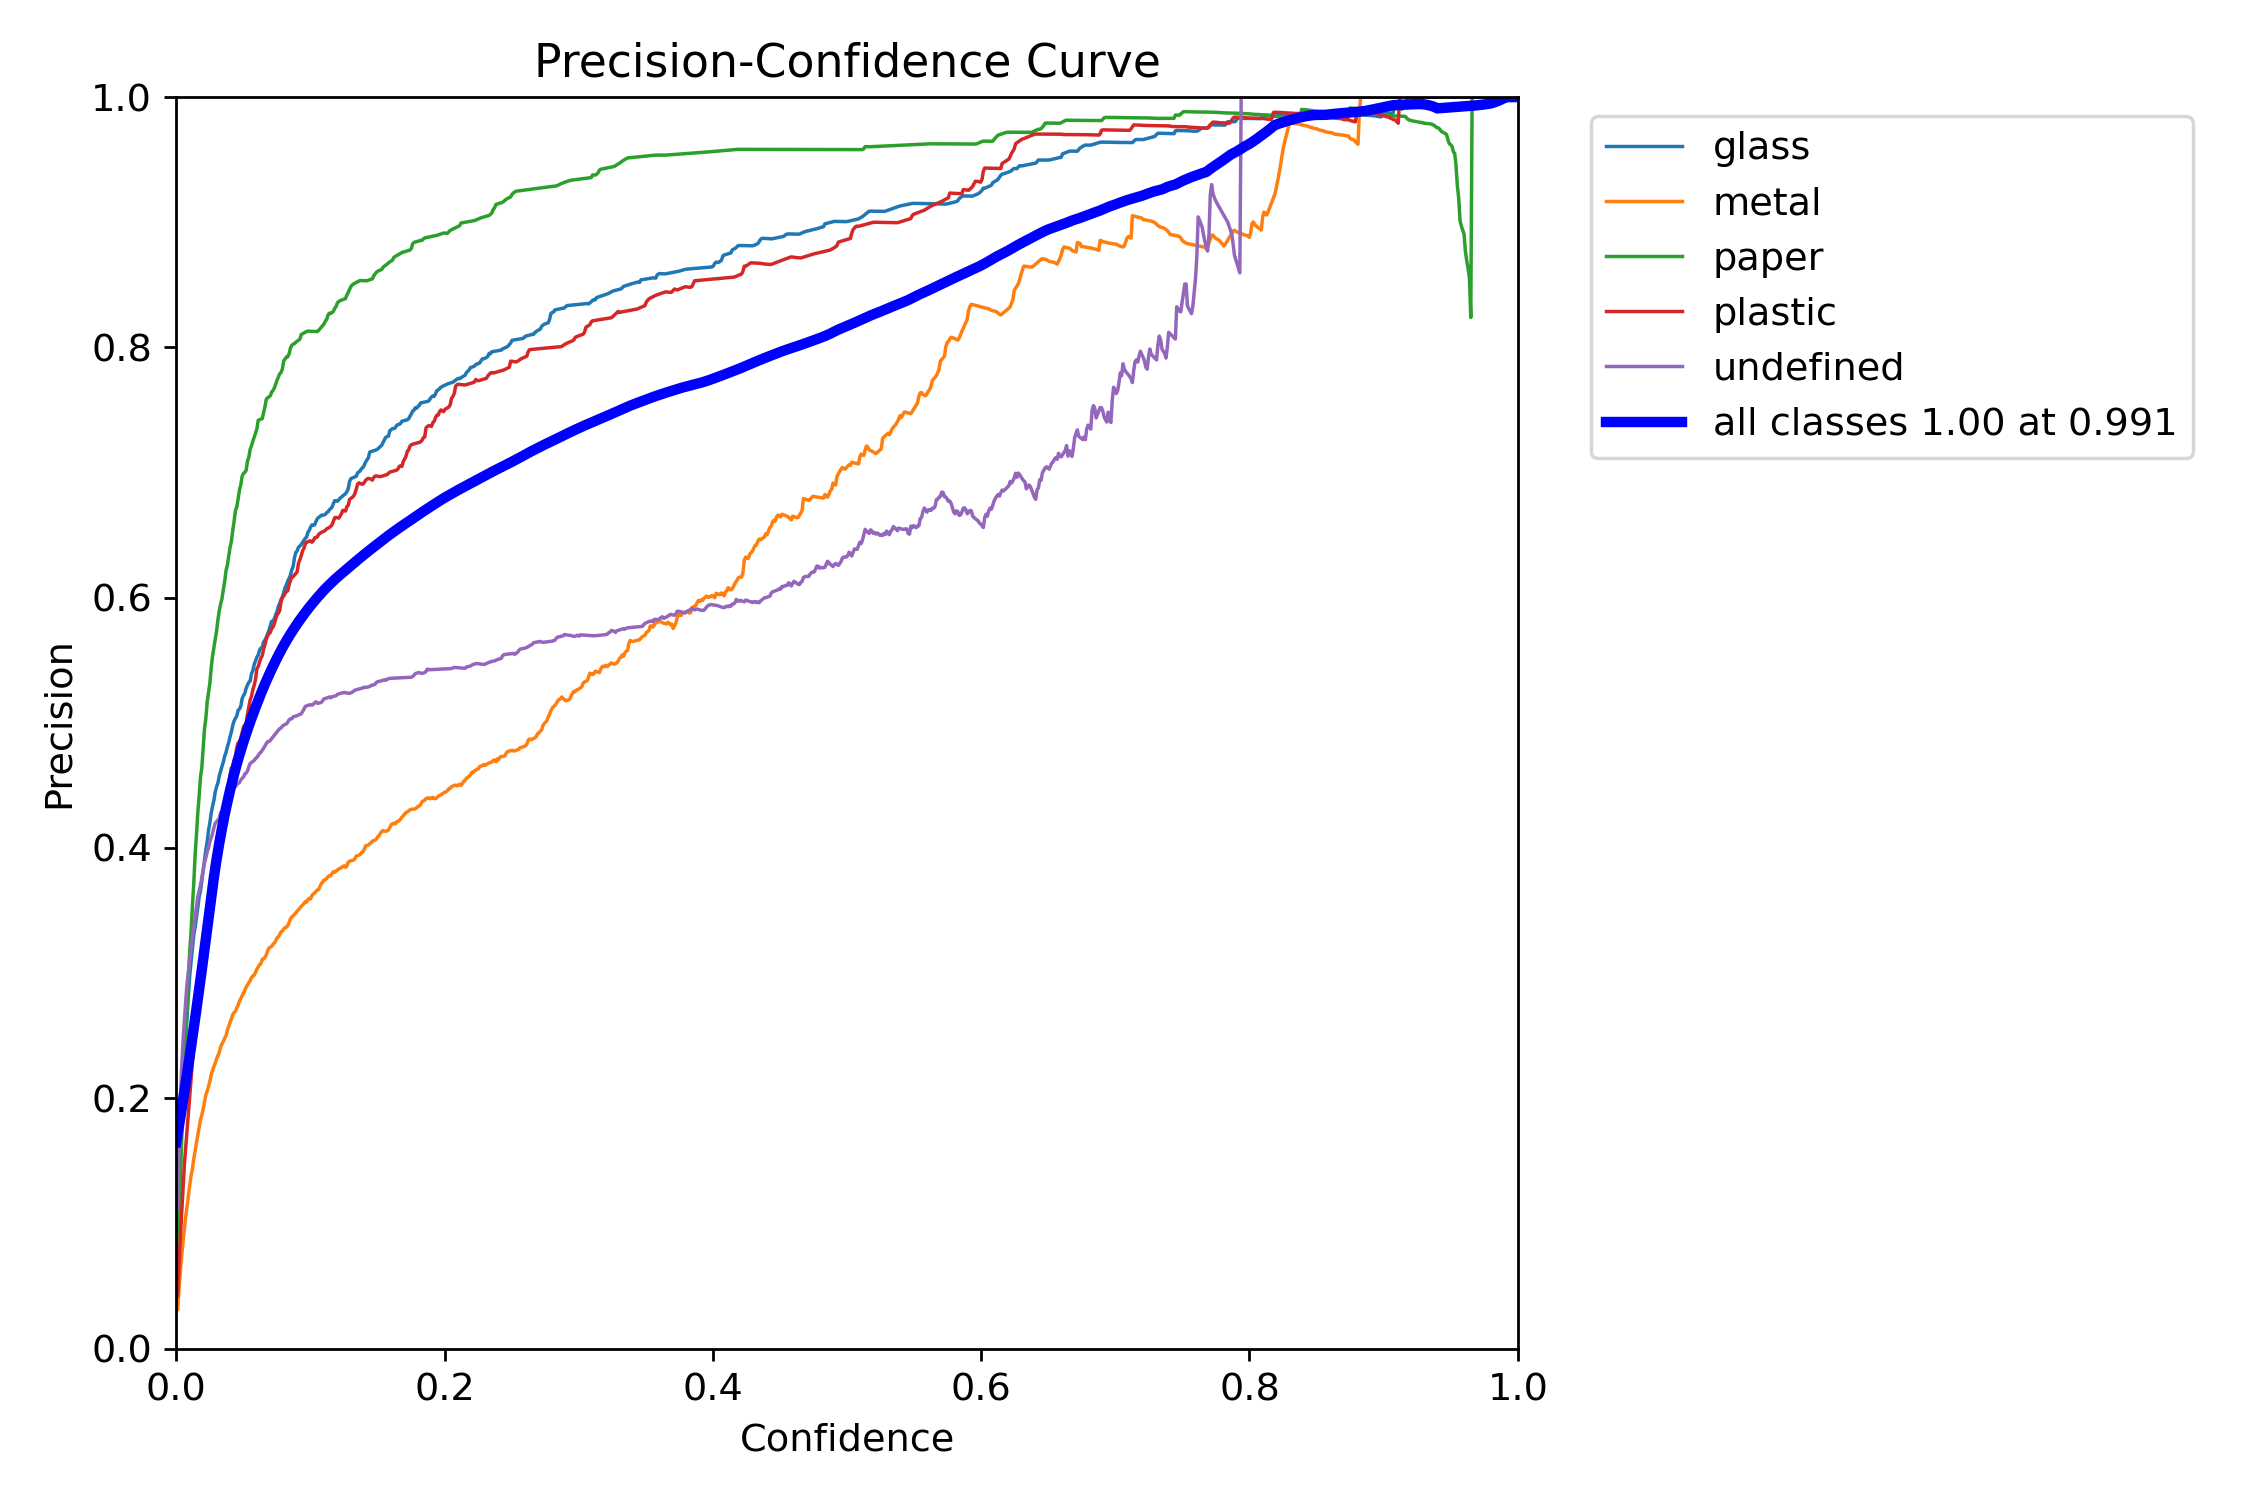 Precision-Confidence Curve
1.0
0.8
0.6
0.4
0.2
0.0
Precision
0.0 0.2 0.4 0.6 0.8 1.0
Confidence
glass
metal
paper
plastic
undefined
all classes 1.00 at 0.991